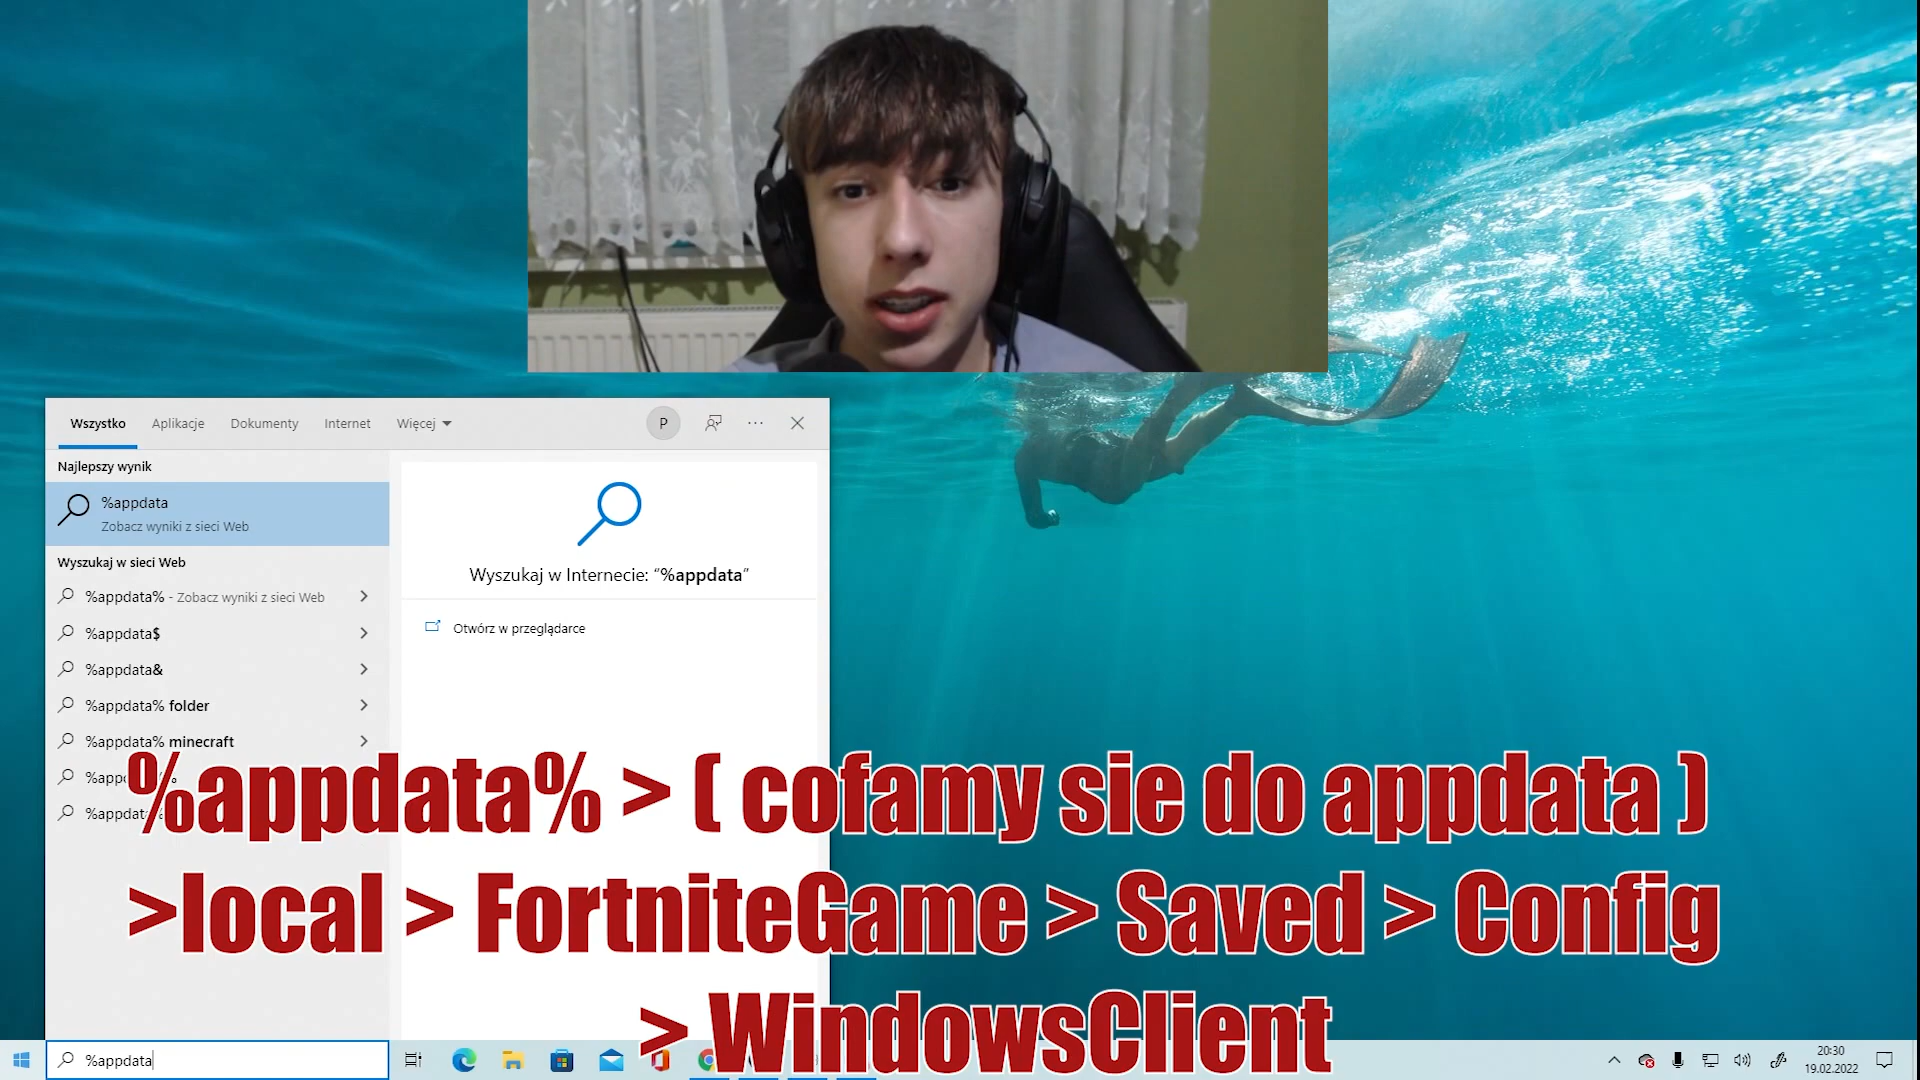 Wszystko Aplikacje Dokumenty Internet Więcej P
Najlepszy wynik
%appdata
Zobacz wyniki z sieci Web
Wyszukaj w sieci Web
%appdata% - Zobacz wyniki z sieci Web
%appdata$
%appdata&
%appdata% folder
%appdata% minecraft
Wyszukaj w Internecie: “%appdata”
Otwórz w przeglądarce
%appdata% > ( cofamy sie do appdata )
>local > FortniteGame > Saved > Config
> WindowsClient
%appdata
20:30
19.02.2022